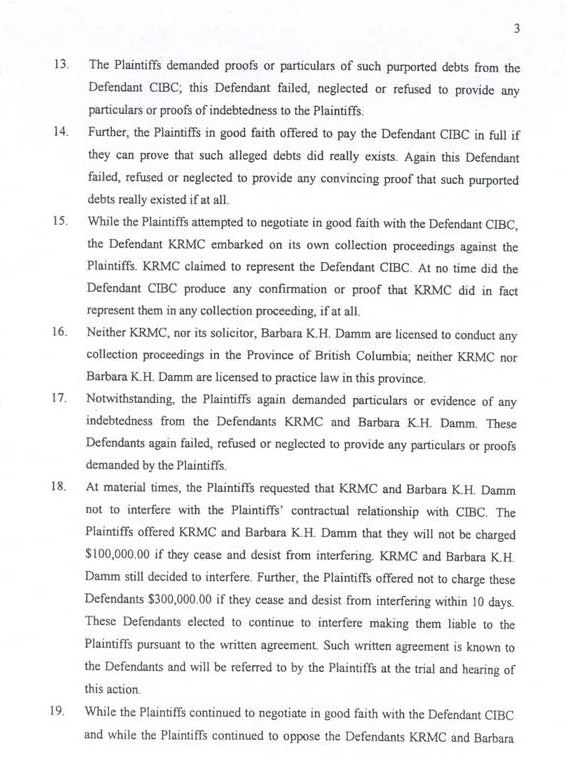 3
13. The Plaintiffs demanded proofs or particulars of such purported debts from the
Defendant CIBC; this Defendant failed, neglected or refused to provide any
particulars or proofs of indebtedness to the Plaintiffs.
14. Further, the Plaintiffs in good faith offered to pay the Defendant CIBC in full if
they can prove that such alleged debts did really exists. Again this Defendant
failed, refused or neglected to provide any convincing proof that such purported
debts really existed if at all.
15. While the Plaintiffs attempted to negotiate in good faith with the Defendant CIBC,
the Defendant KRMC embarked on its own collection proceedings against the
Plaintiffs. KRMC claimed to represent the Defendant CIBC. At no time did the
Defendant CIBC produce any confirmation or proof that KRMC did in fact
represent them in any collection proceeding, if at all.
16. Neither KRMC, nor its solicitor, Barbara K.H. Damm are licensed to conduct any
collection proceedings in the Province of British Columbia; neither KRMC nor
Barbara K.H. Damm are licensed to practice law in this province.
17. Notwithstanding, the Plaintiffs again demanded particulars or evidence of any
indebtedness from the Defendants KRMC and Barbara K.H. Damm. These
Defendants again failed, refused or neglected to provide any particulars or proofs
demanded by the Plaintiffs.
18. At material times, the Plaintiffs requested that KRMC and Barbara K.H. Damm
not to interfere with the Plaintiffs' contractual relationship with CIBC. The
Plaintiffs offered KRMC and Barbara K.H. Damm that they will not be charged
$100,000.00 if they cease and desist from interfering. KRMC and Barbara K.H.
Damm still decided to interfere. Further, the Plaintiffs offered not to charge these
Defendants $300,000.00 if they cease and desist from interfering within 10 days.
These Defendants elected to continue to interfere making them liable to the
Plaintiffs pursuant to the written agreement. Such written agreement is known to
the Defendants and will be referred to by the Plaintiffs at the trial and hearing of
this action.
19. While the Plaintiffs continued to negotiate in good faith with the Defendant CIBC
and while the Plaintiffs continued to oppose the Defendants KRMC and Barbara